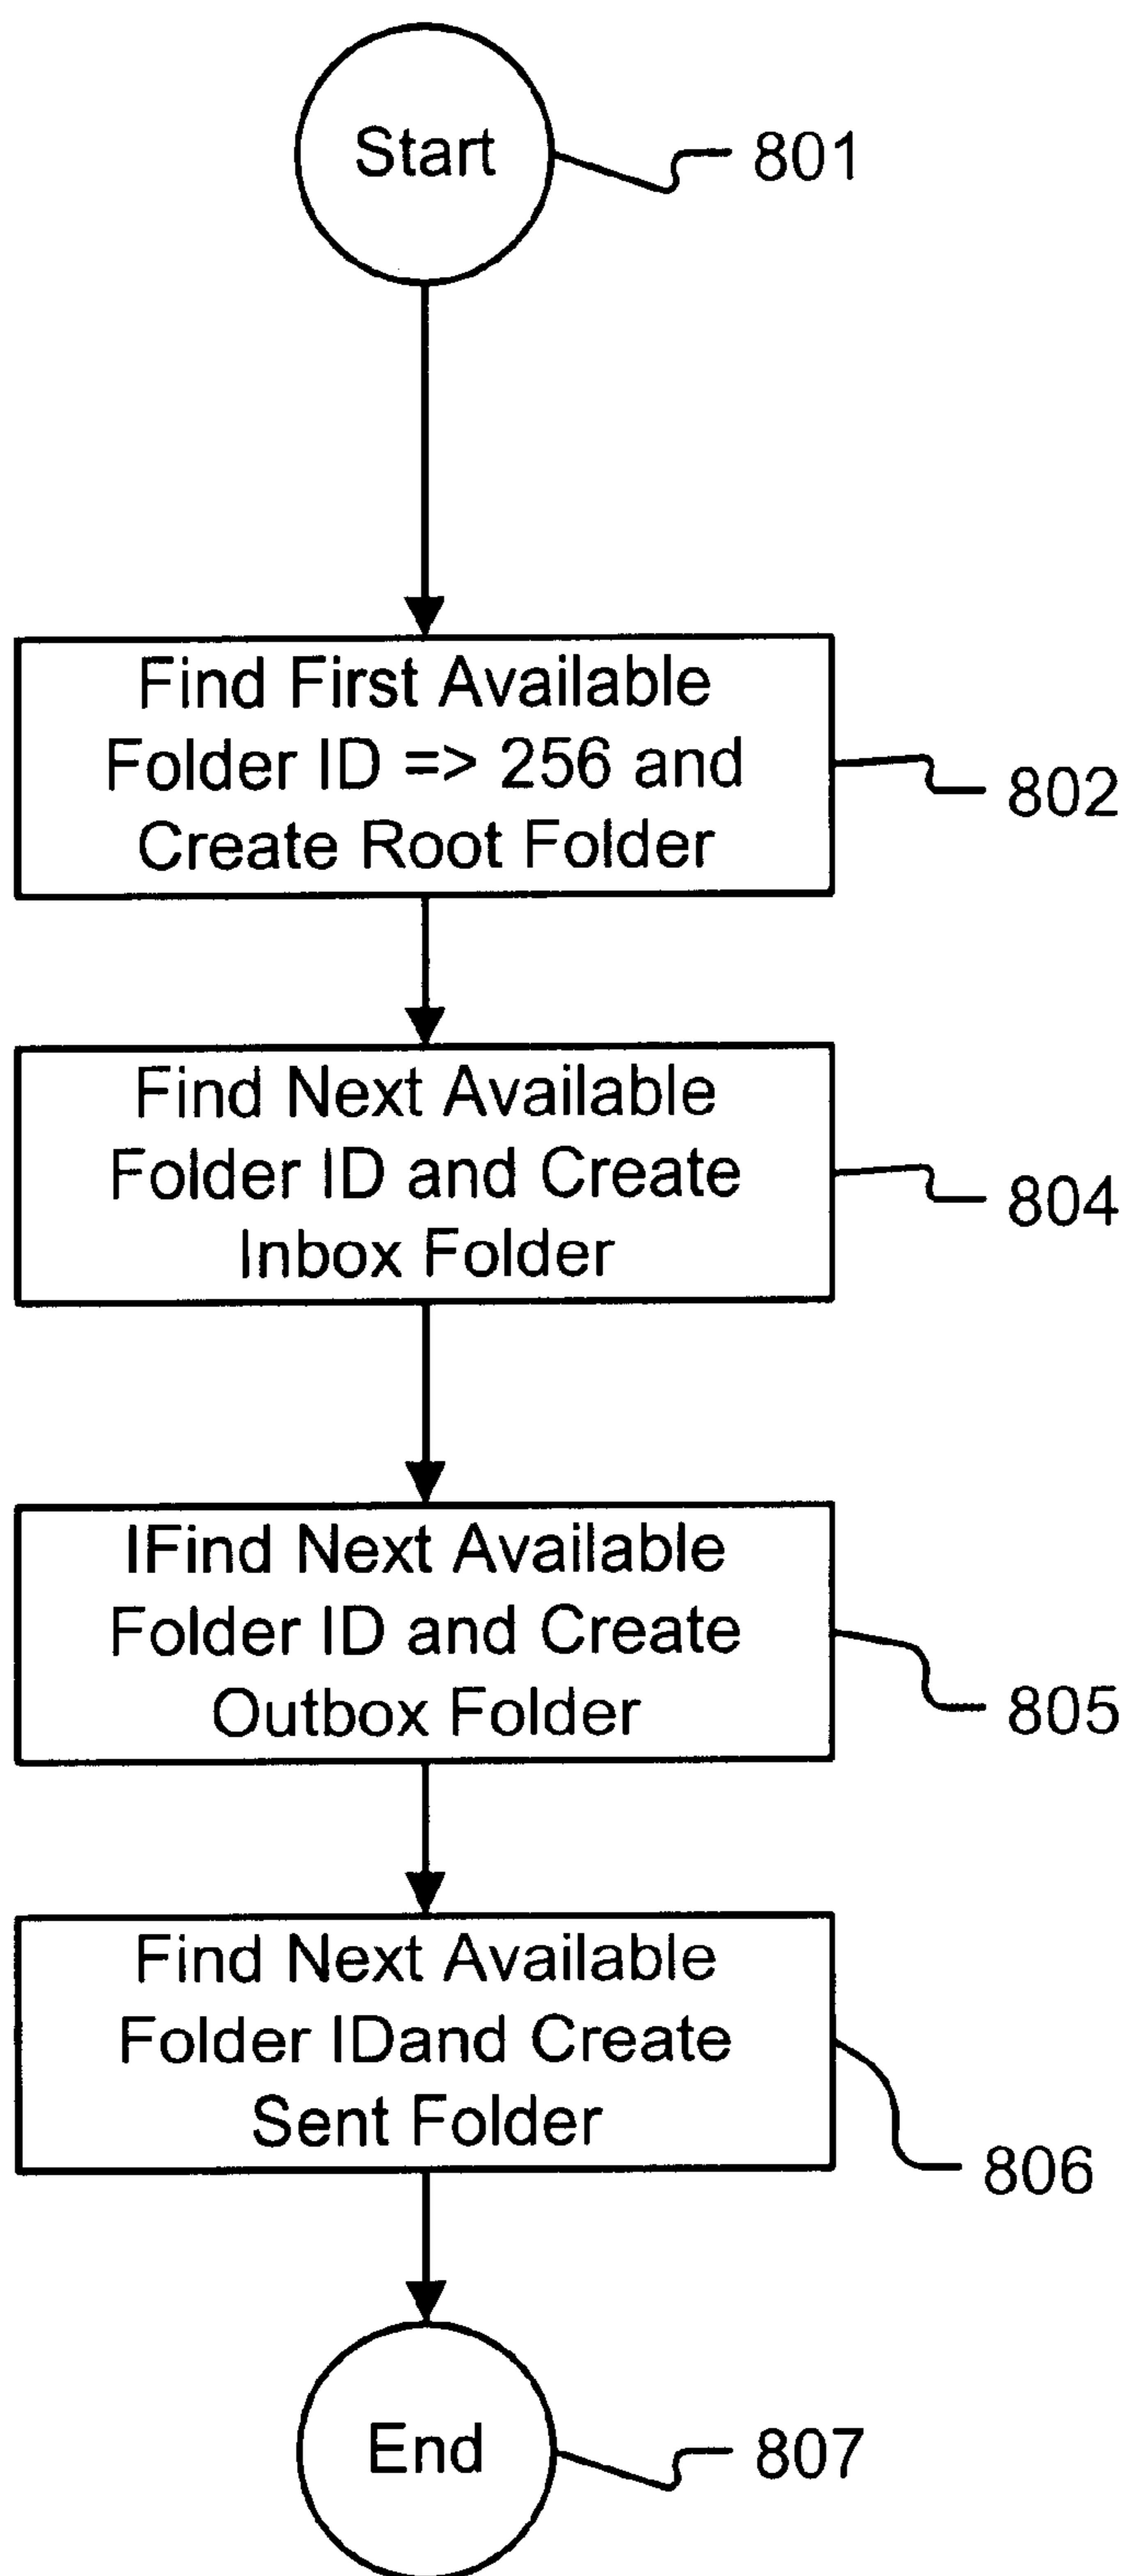 Start
801
Find First Available
Folder ID => 256 and
Create Root Folder
802
Find Next Available
Folder ID and Create
Inbox Folder
804
IFind Next Available
Folder ID and Create
Outbox Folder
805
Find Next Available
Folder IDand Create
Sent Folder
806
End
807